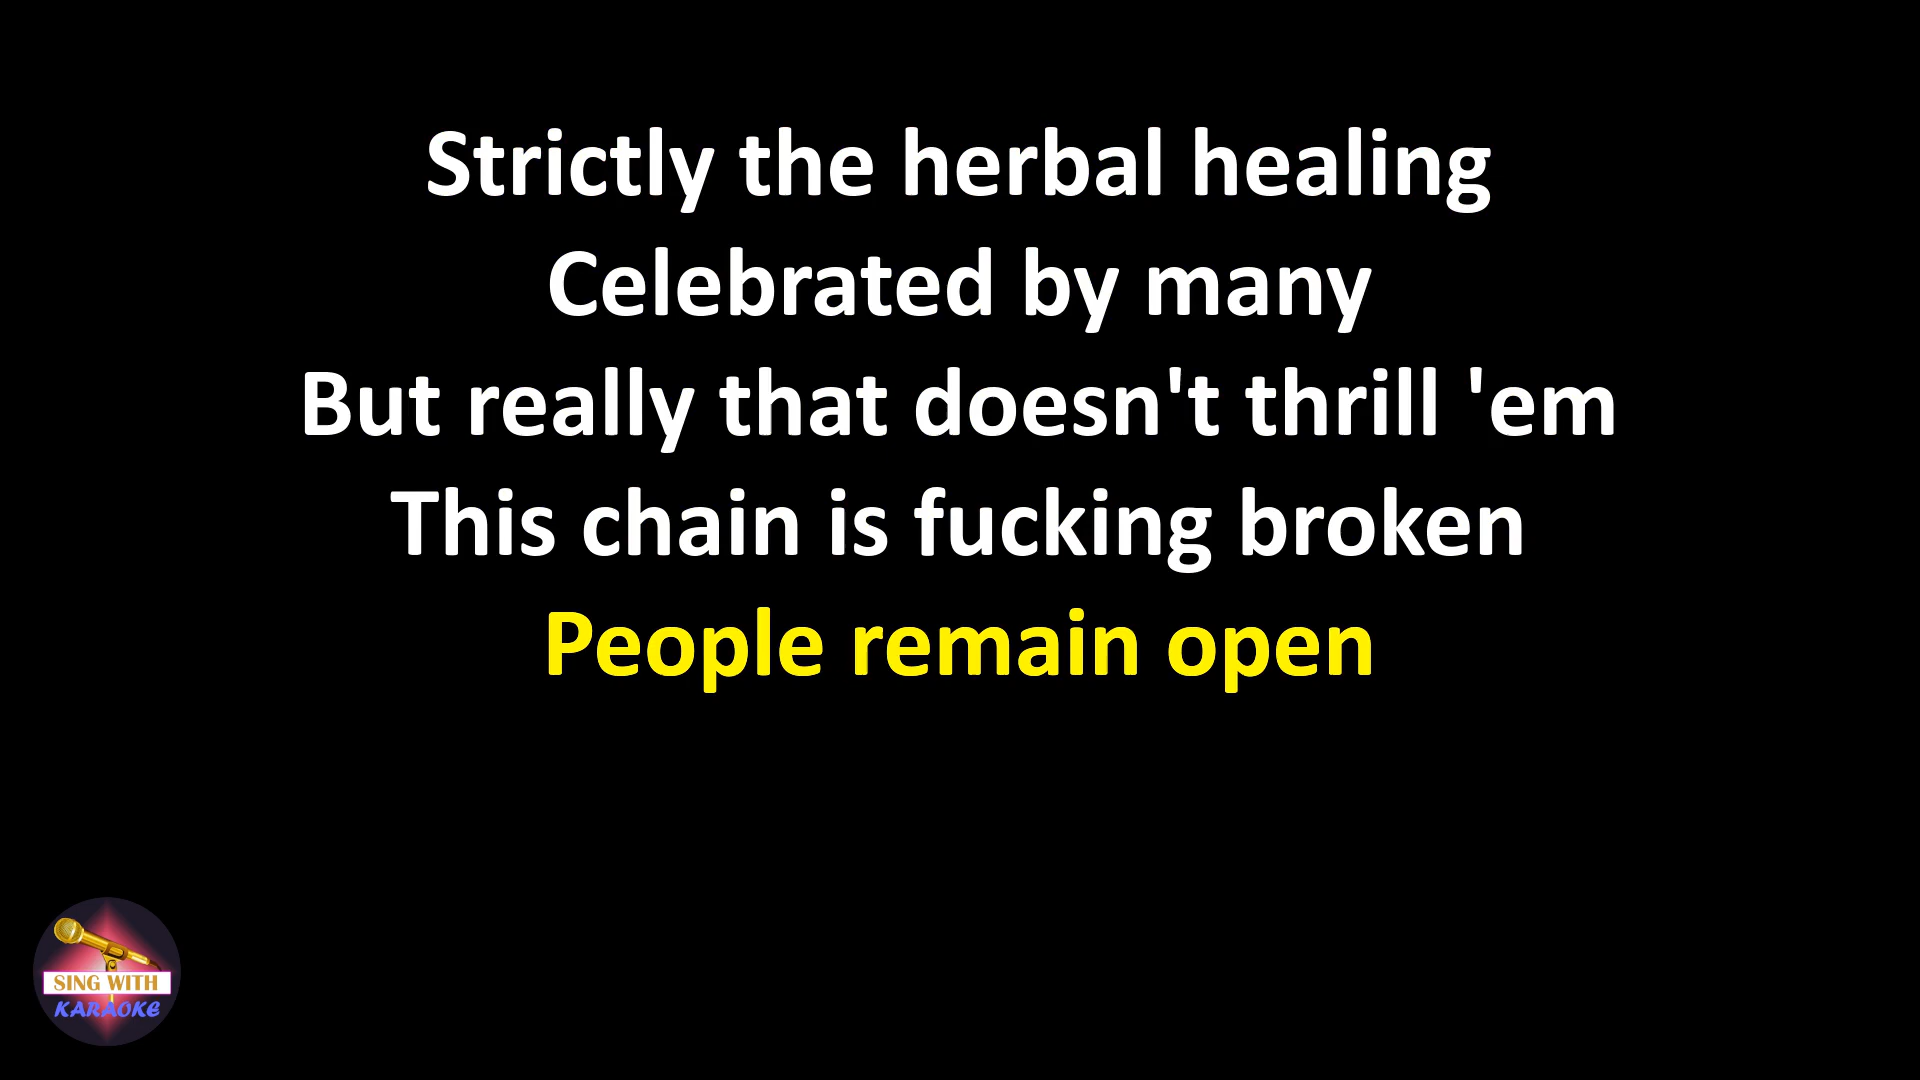 Strictly the herbal healing
Celebrated by many
But really that doesn't thrill 'em
This chain is fucking broken
People remain open
SING WITH
KARAOKE